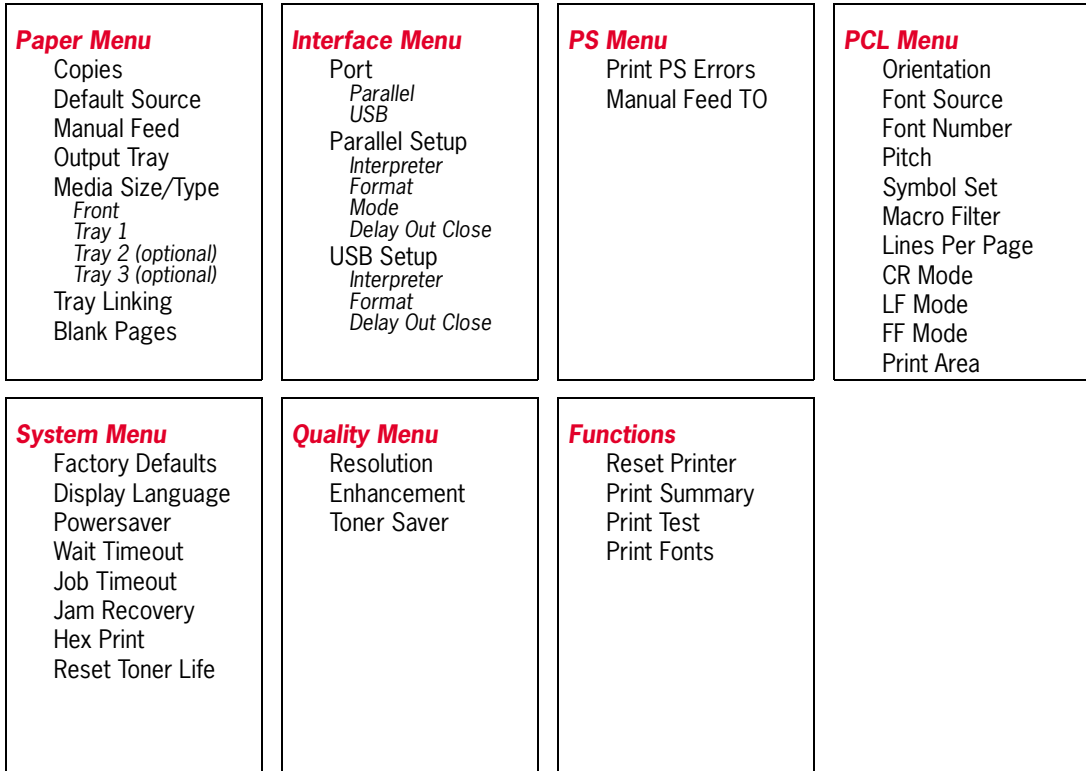 Paper Menu
Copies
Default Source
Manual Feed
Output Tray
Media Size/Type
Front
Tray 1
Tray 2 (optional)
Tray 3 (optional)
Tray Linking
Blank Pages
Interface Menu
Port
Parallel
USB
Parallel Setup
Interpreter
Format
Mode
Delay Out Close
USB Setup
Interpreter
Format
Delay Out Close
PS Menu
Print PS Errors
Manual Feed TO
PCL Menu
Orientation
Font Source
Font Number
Pitch
Symbol Set
Macro Filter
Lines Per Page
CR Mode
LF Mode
FF Mode
Print Area
System Menu
Factory Defaults
Display Language
Powersaver
Wait Timeout
Job Timeout
Jam Recovery
Hex Print
Reset Toner Life
Quality Menu
Resolution
Enhancement
Toner Saver
Functions
Reset Printer
Print Summary
Print Test
Print Fonts